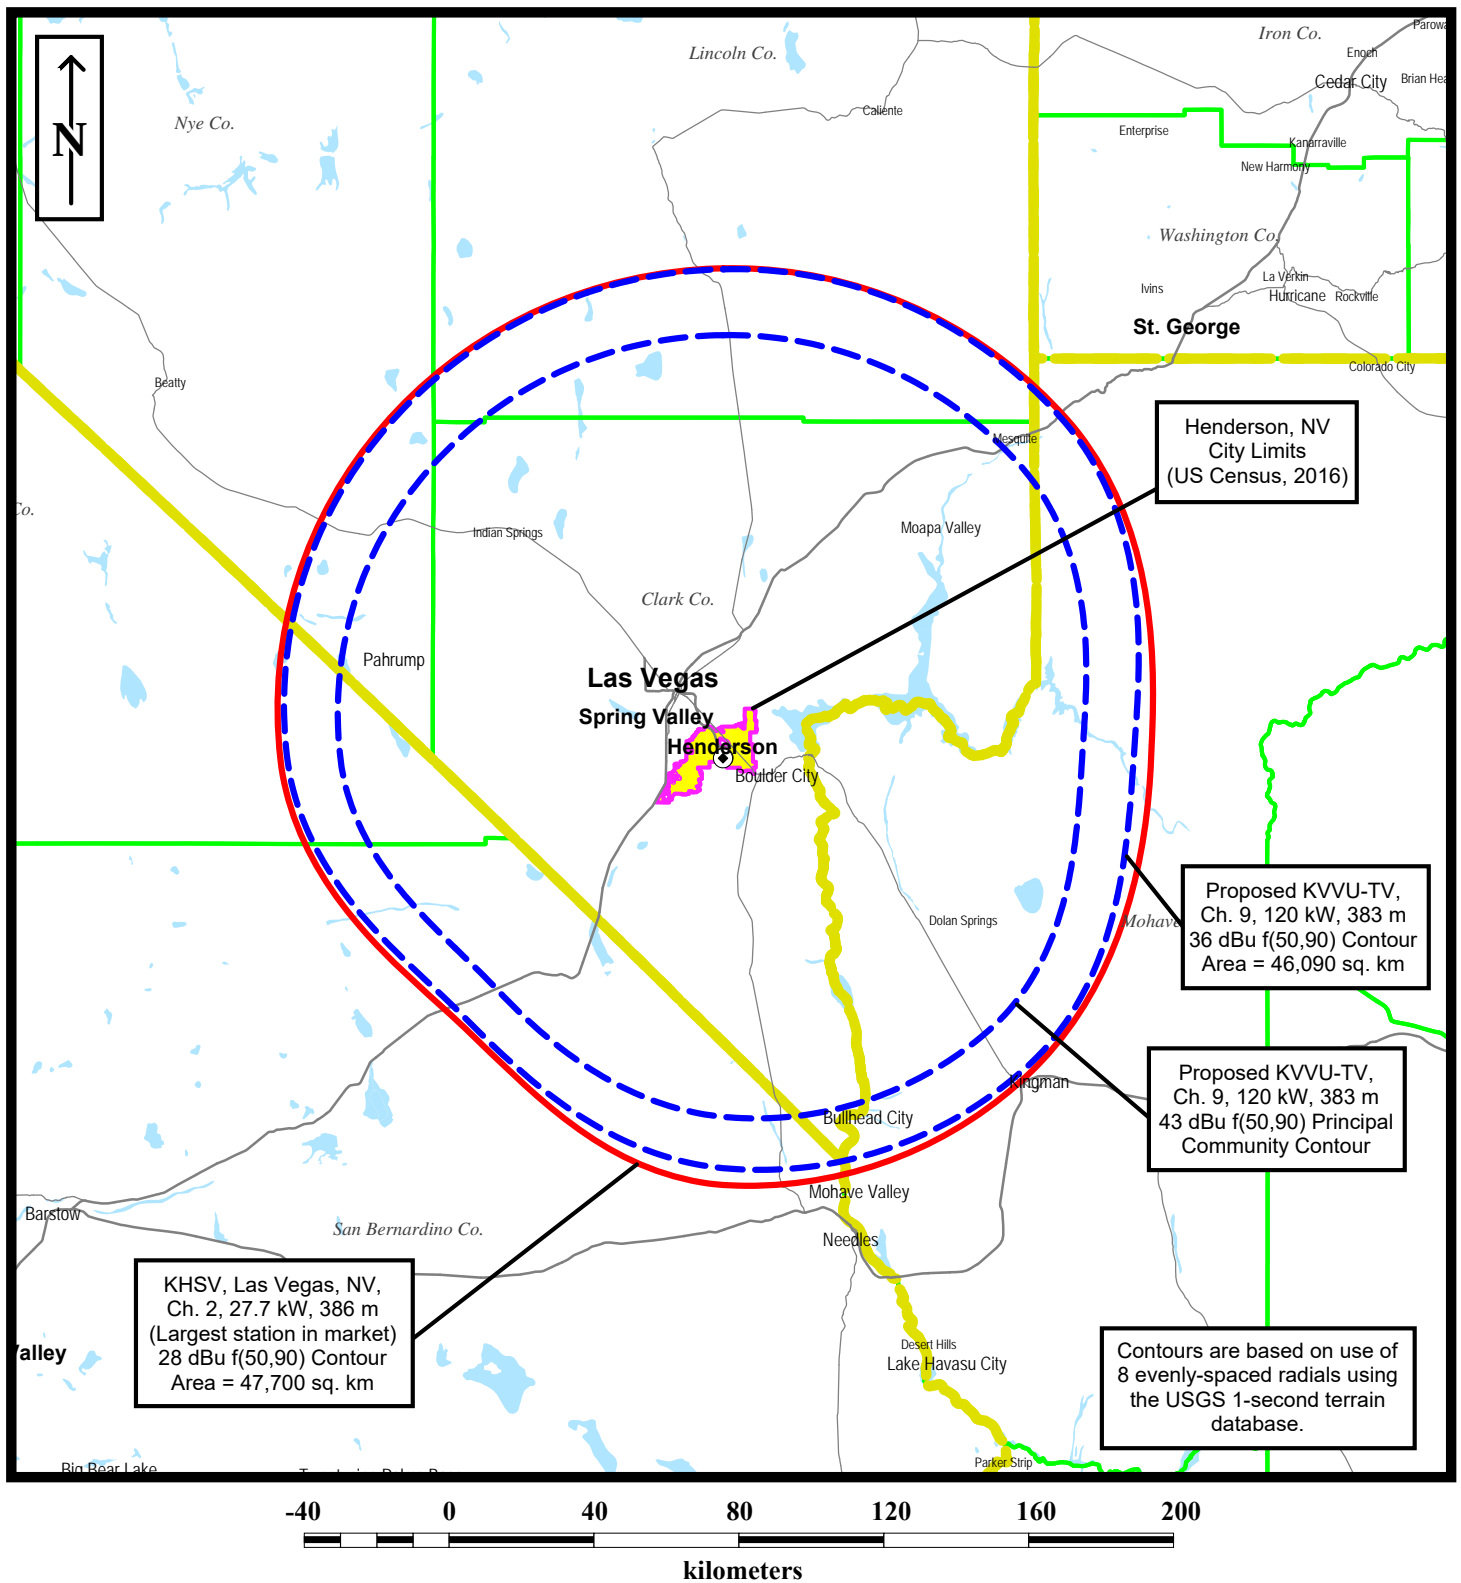 N
Nye Co.
Lincoln Co.
Iron Co.
Parowa
Enoch
Cedar City
Brian Hea
Caliente
Enterprise
Kanarraville
New Harmony
Washington Co.
La Verkin
Ivins
Hurricane
Rockville
St. George
Colorado City
Beatty
Mesquite
Henderson, NV
City Limits
(US Census, 2016)
Co.
Indian Springs
Moapa Valley
Clark Co.
Pahrump
Las Vegas
Spring Valley
Henderson
Boulder City
Dolan Springs
Mohave
Proposed KVVU-TV,
Ch. 9, 120 kW, 383 m
36 dBu f(50,90) Contour
Area = 46,090 sq. km
Kingman
Proposed KVVU-TV,
Ch. 9, 120 kW, 383 m
43 dBu f(50,90) Principal
Community Contour
Bullhead City
Mohave Valley
Barstow
San Bernardino Co.
Needles
KHSV, Las Vegas, NV,
Ch. 2, 27.7 kW, 386 m
(Largest station in market)
28 dBu f(50,90) Contour
Area = 47,700 sq. km
Valley
Desert Hills
Lake Havasu City
Contours are based on use of
8 evenly-spaced radials using
the USGS 1-second terrain
database.
Parker Strip
Big Bear Lake
-40 0 40 80 120 160 200
kilometers